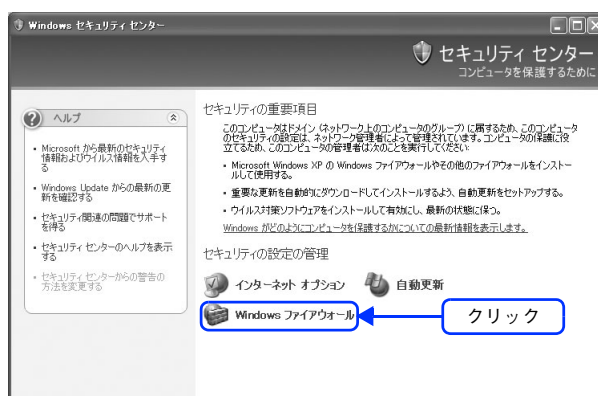 Windows セキュリティ センター
セキュリティ センター
コンピュータを保護するために
ヘルプ
・ Microsoft から最新のセキュリティ
情報およびウイルス情報を入手す
る
・ Windows Update からの最新の更
新を確認する
・ セキュリティ関連の問題でサポート
を得る
・ セキュリティ センターのヘルプを表示
する
・ セキュリティ センターからの警告の
方法を変更する
セキュリティの重要項目
このコンピュータはドメイン (ネットワーク上のコンピュータのグループ) に属するため、このコンピュータ
のセキュリティの設定は、ネットワーク管理者によって管理されています。コンピュータの保護に役
立てるため、このコンピュータの管理者は次のことを実行してください:
・ Microsoft Windows XP の Windows ファイアウォールやその他のファイアウォールをインストー
ルして使用する。
・ 重要な更新を自動的にダウンロードしてインストールするよう、自動更新をセットアップする。
・ ウイルス対策ソフトウェアをインストールして有効にし、最新の状態に保つ。
Windows がどのようにコンピュータを保護するかについての最新情報を表示します。
セキュリティの設定の管理
インターネット オプション
自動更新
Windows ファイアウォール
クリック